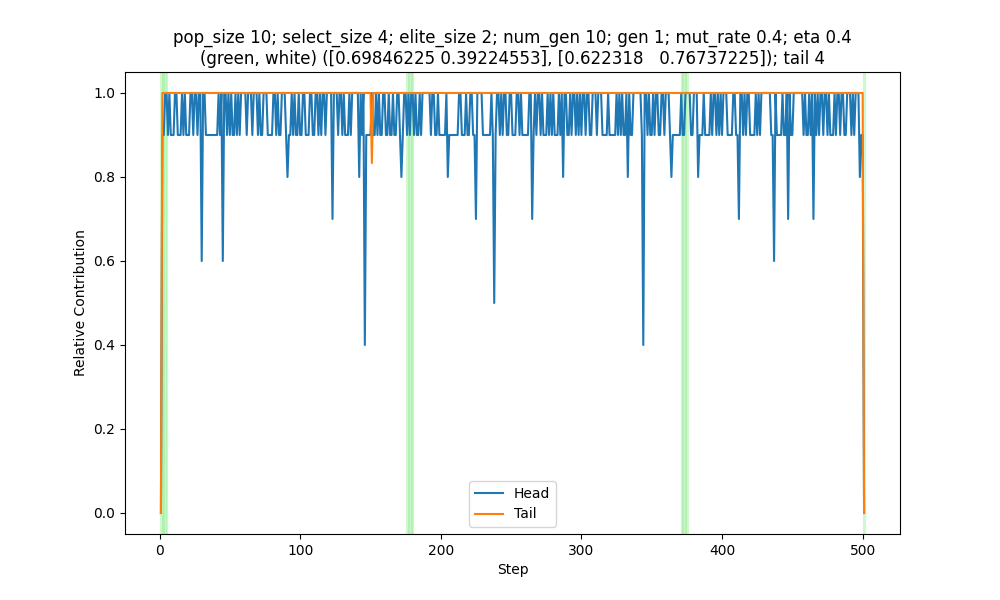 pop_size 10; select_size 4; elite_size 2; num_gen 10; gen 1; mut_rate 0.4; eta 0.4
(green, white) ([0.69846225 0.39224553], [0.622318   0.76737225]); tail 4
1.0
0.8
0.6
0.4
0.2
0.0
Relative Contribution
Head
Tail
0
100
200
300
400
500
Step